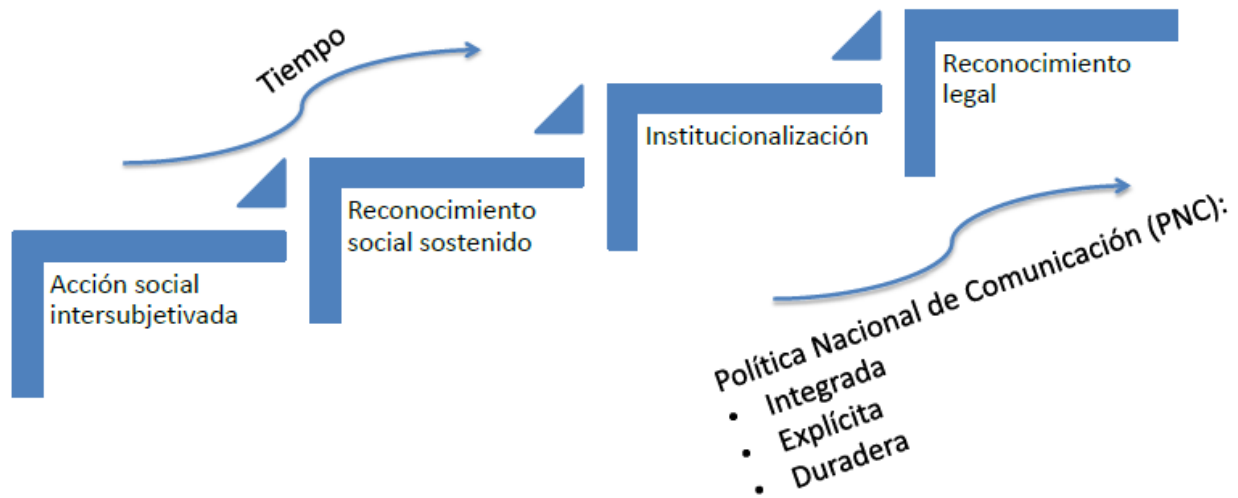 Tiempo
Acción social
intersubjetivada
Reconocimiento
social sostenido
Institucionalización
Reconocimiento
legal
Política Nacional de Comunicación (PNC):
• Integrada
• Explícita
• Duradera